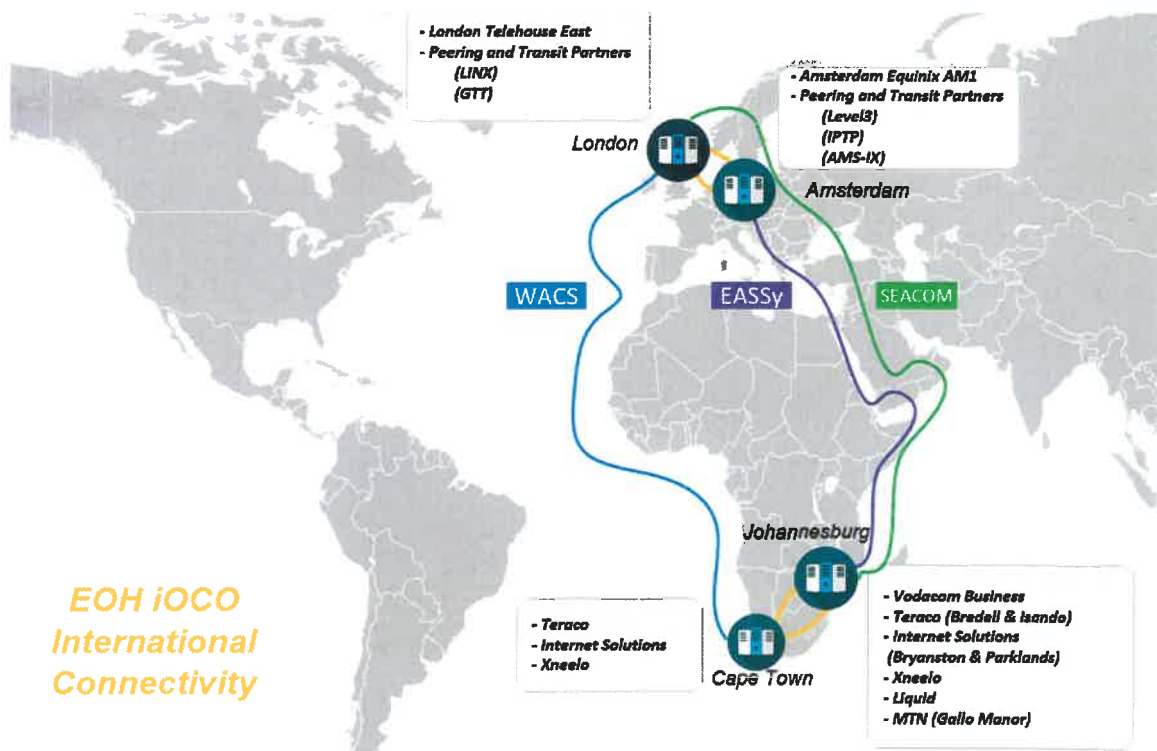 - London Telehouse East
- Peering and Transit Partners
(LINX)
(GTT)
- Amsterdam Equinix AM1
- Peering and Transit Partners
(Level3)
(IPTP)
(AMS-IX)
London
Amsterdam
WACS
EASSy
SEACOM
Johannesburg
EOH iOCO
International
Connectivity
- Teraco
- Internet Solutions
- Xneelo
Cape Town
- Vodacom Business
- Teraco (Bredell & Isando)
- Internet Solutions
(Bryanston & Parklands)
- Xneelo
- Liquid
- MTN (Gallo Manor)